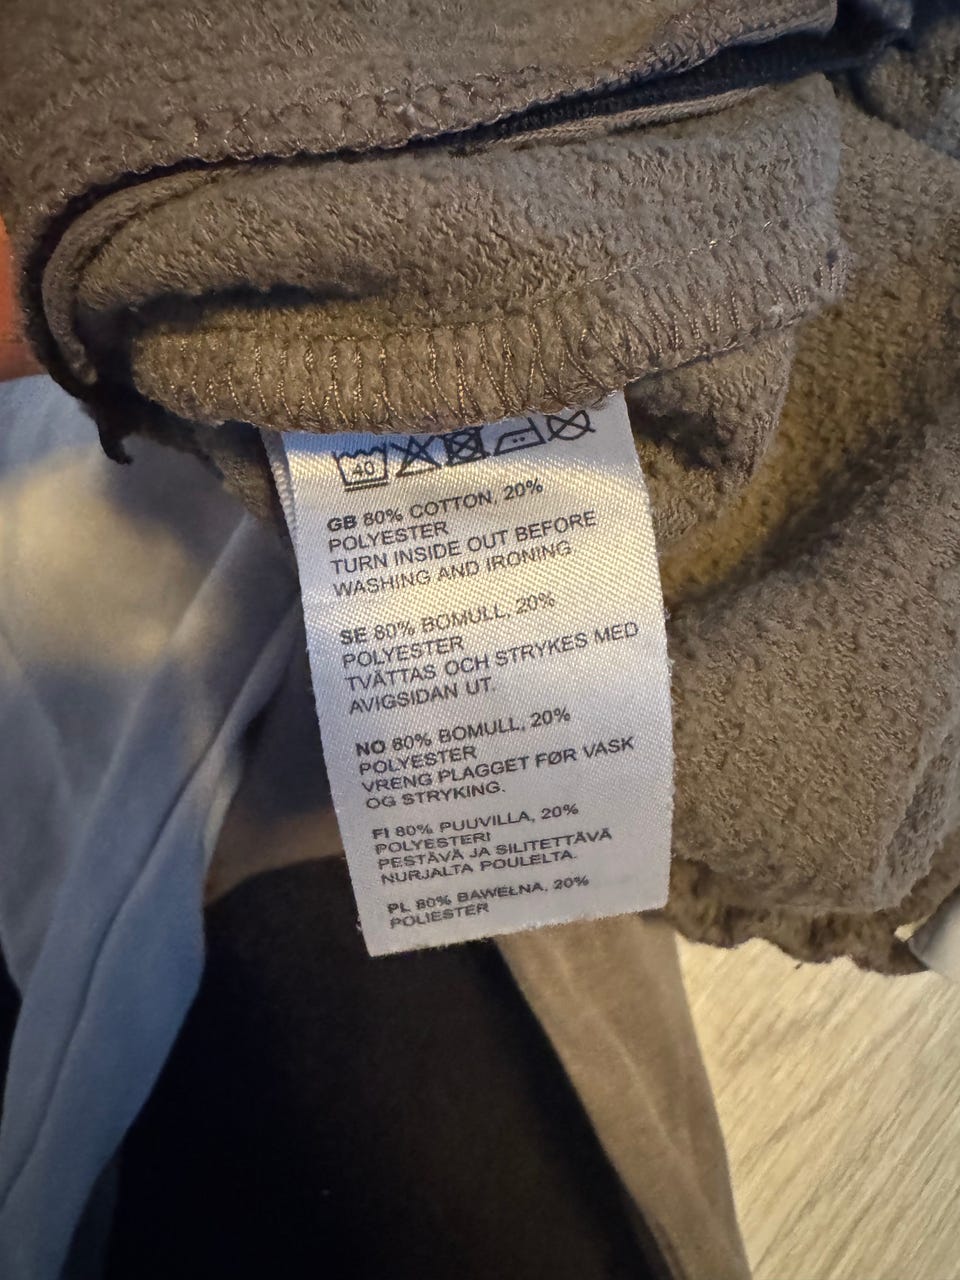 40
GB 80% COTTON, 20%
POLYESTER
TURN INSIDE OUT BEFORE
WASHING AND IRONING
SE 80% BOMULL, 20%
POLYESTER
TVÄTTAS OCH STRYKES MED
AVIGSIDAN UT.
NO 80% BOMULL, 20%
POLYESTER
VRENG PLAGGET FØR VASK
OG STRYKING.
FI 80% PUUVILLA, 20%
POLYESTERI
PESTÄVÄ JA SILITETTÄVÄ
NURJALTA POULELTA.
PL 80% BAWEŁNA, 20%
POLIESTER